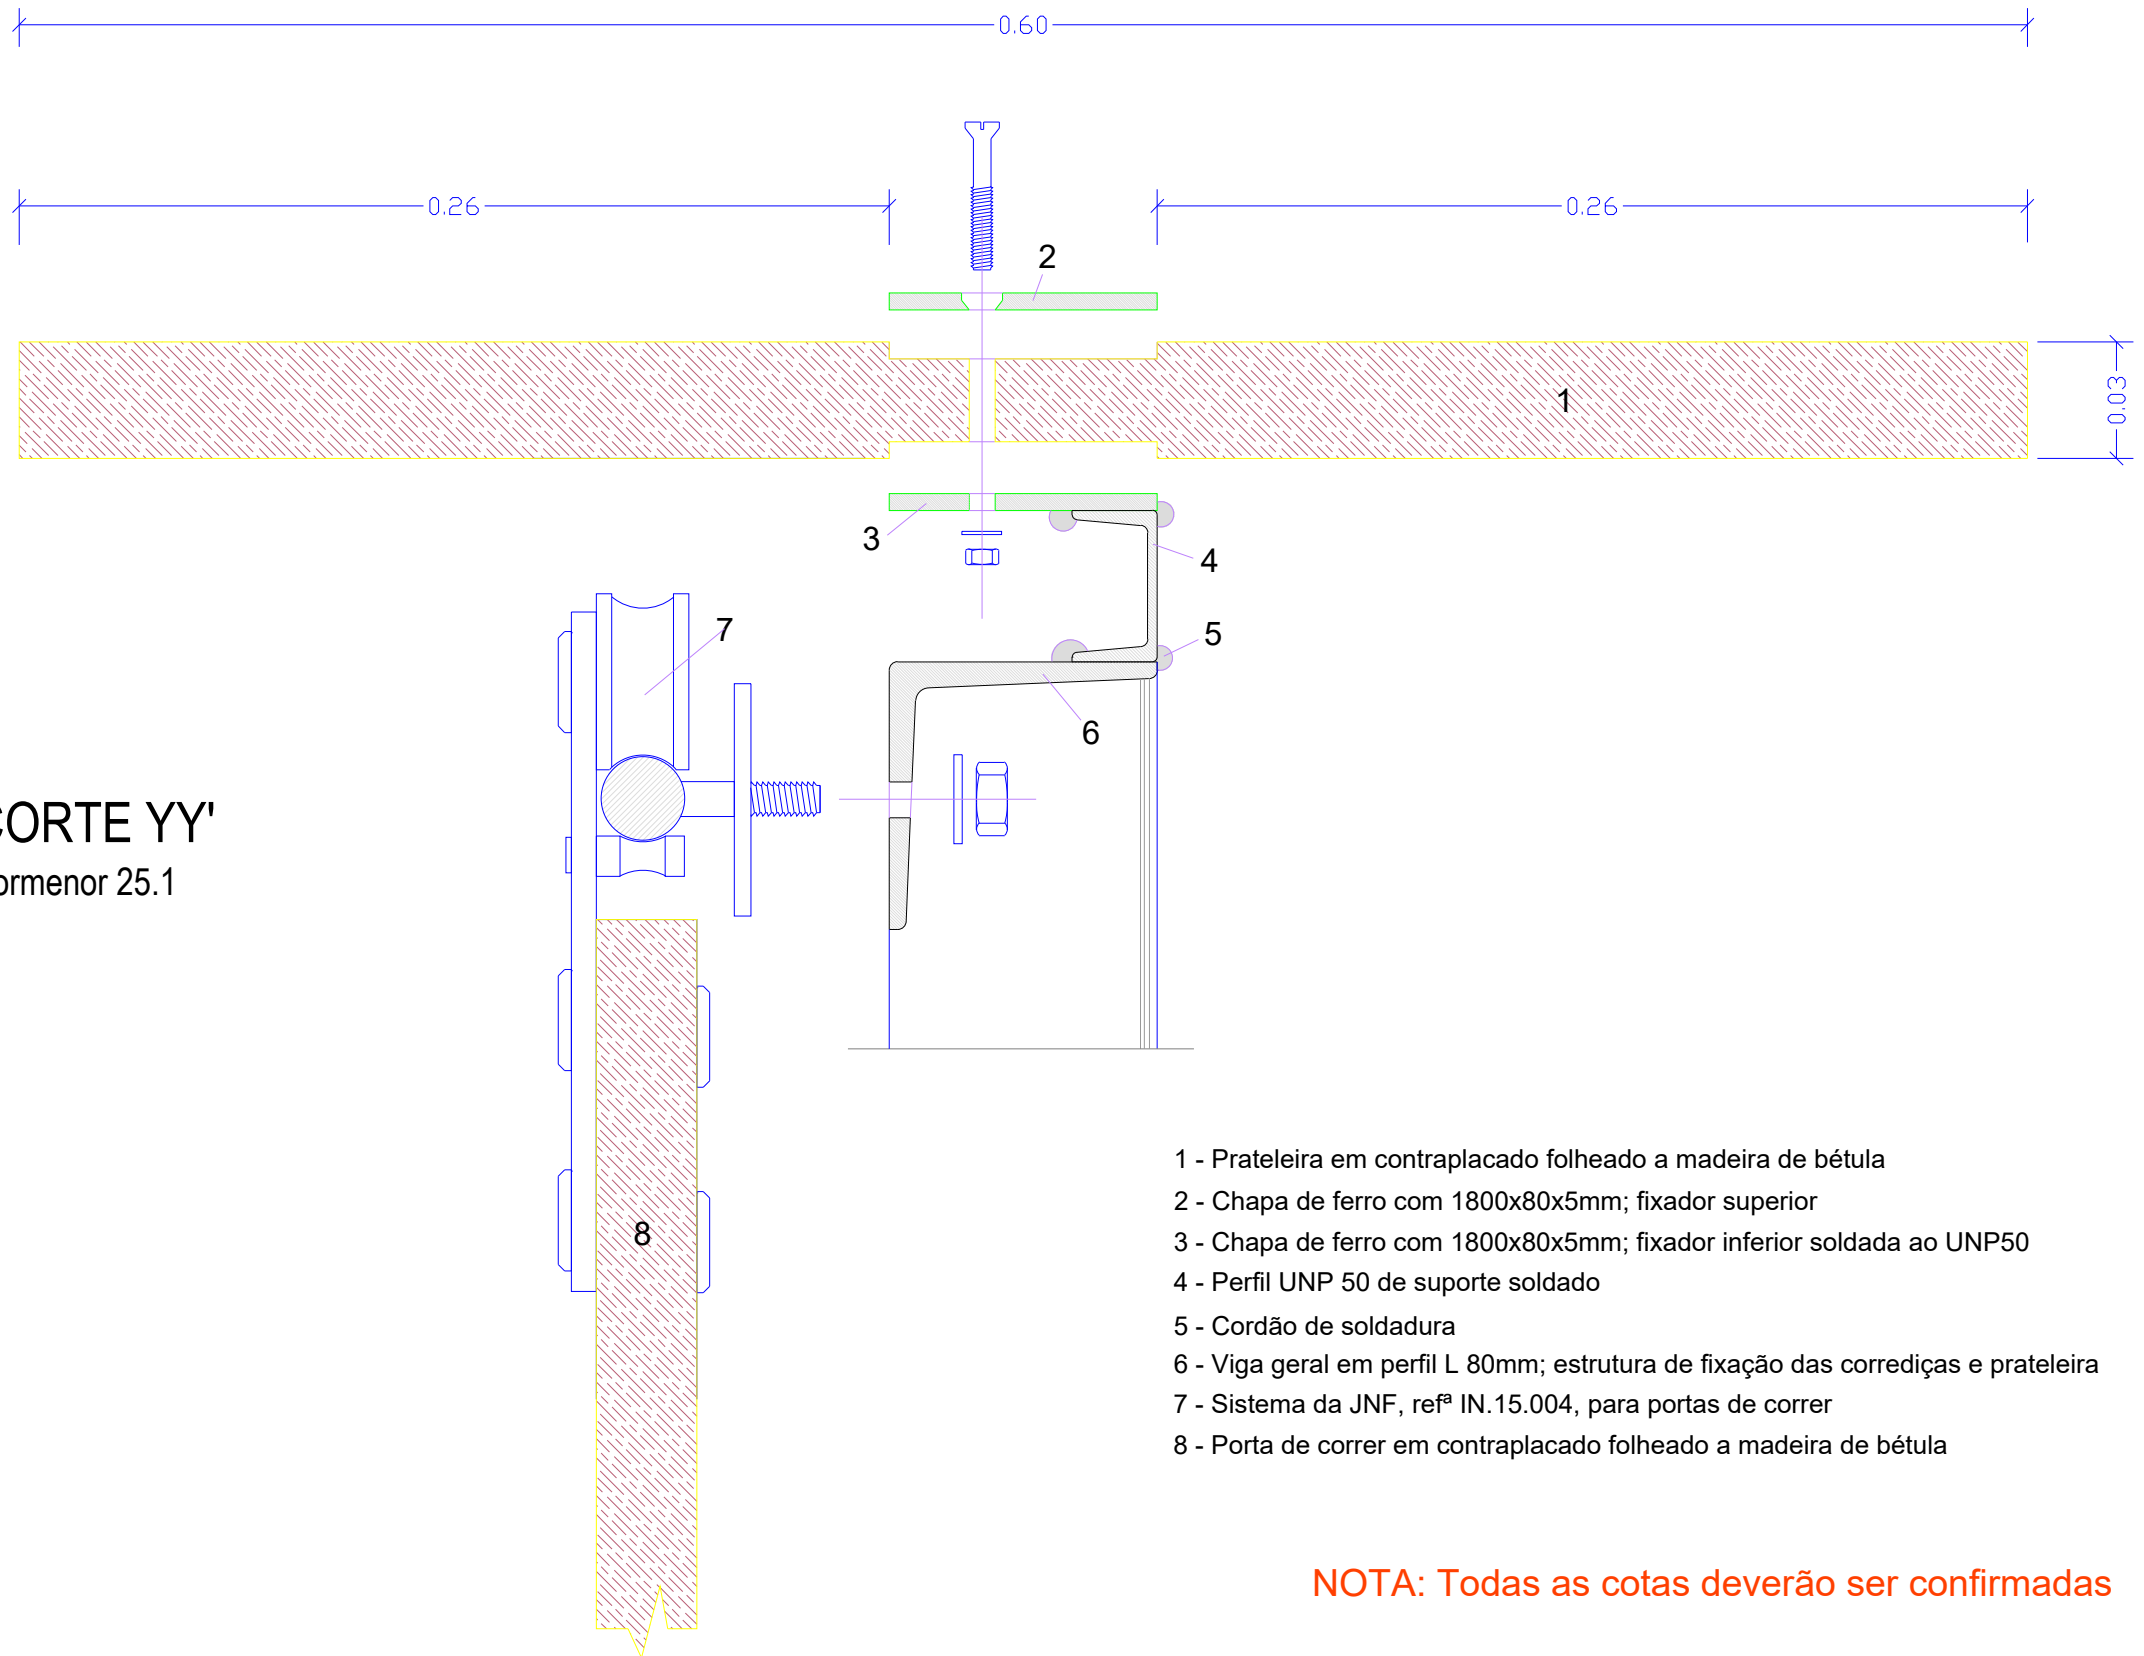 0.60
0.26
0.26
2
1
0.03
3
4
5
7
6
CORTE YY'
ormenor 25.1
8
1 - Prateleira em contraplacado folheado a madeira de bétula
2 - Chapa de ferro com 1800x80x5mm; fixador superior
3 - Chapa de ferro com 1800x80x5mm; fixador inferior soldada ao UNP50
4 - Perfil UNP 50 de suporte soldado
5 - Cordão de soldadura
6 - Viga geral em perfil L 80mm; estrutura de fixação das corrediças e prateleira
7 - Sistema da JNF, refª IN.15.004, para portas de correr
8 - Porta de correr em contraplacado folheado a madeira de bétula
NOTA: Todas as cotas deverão ser confirmadas